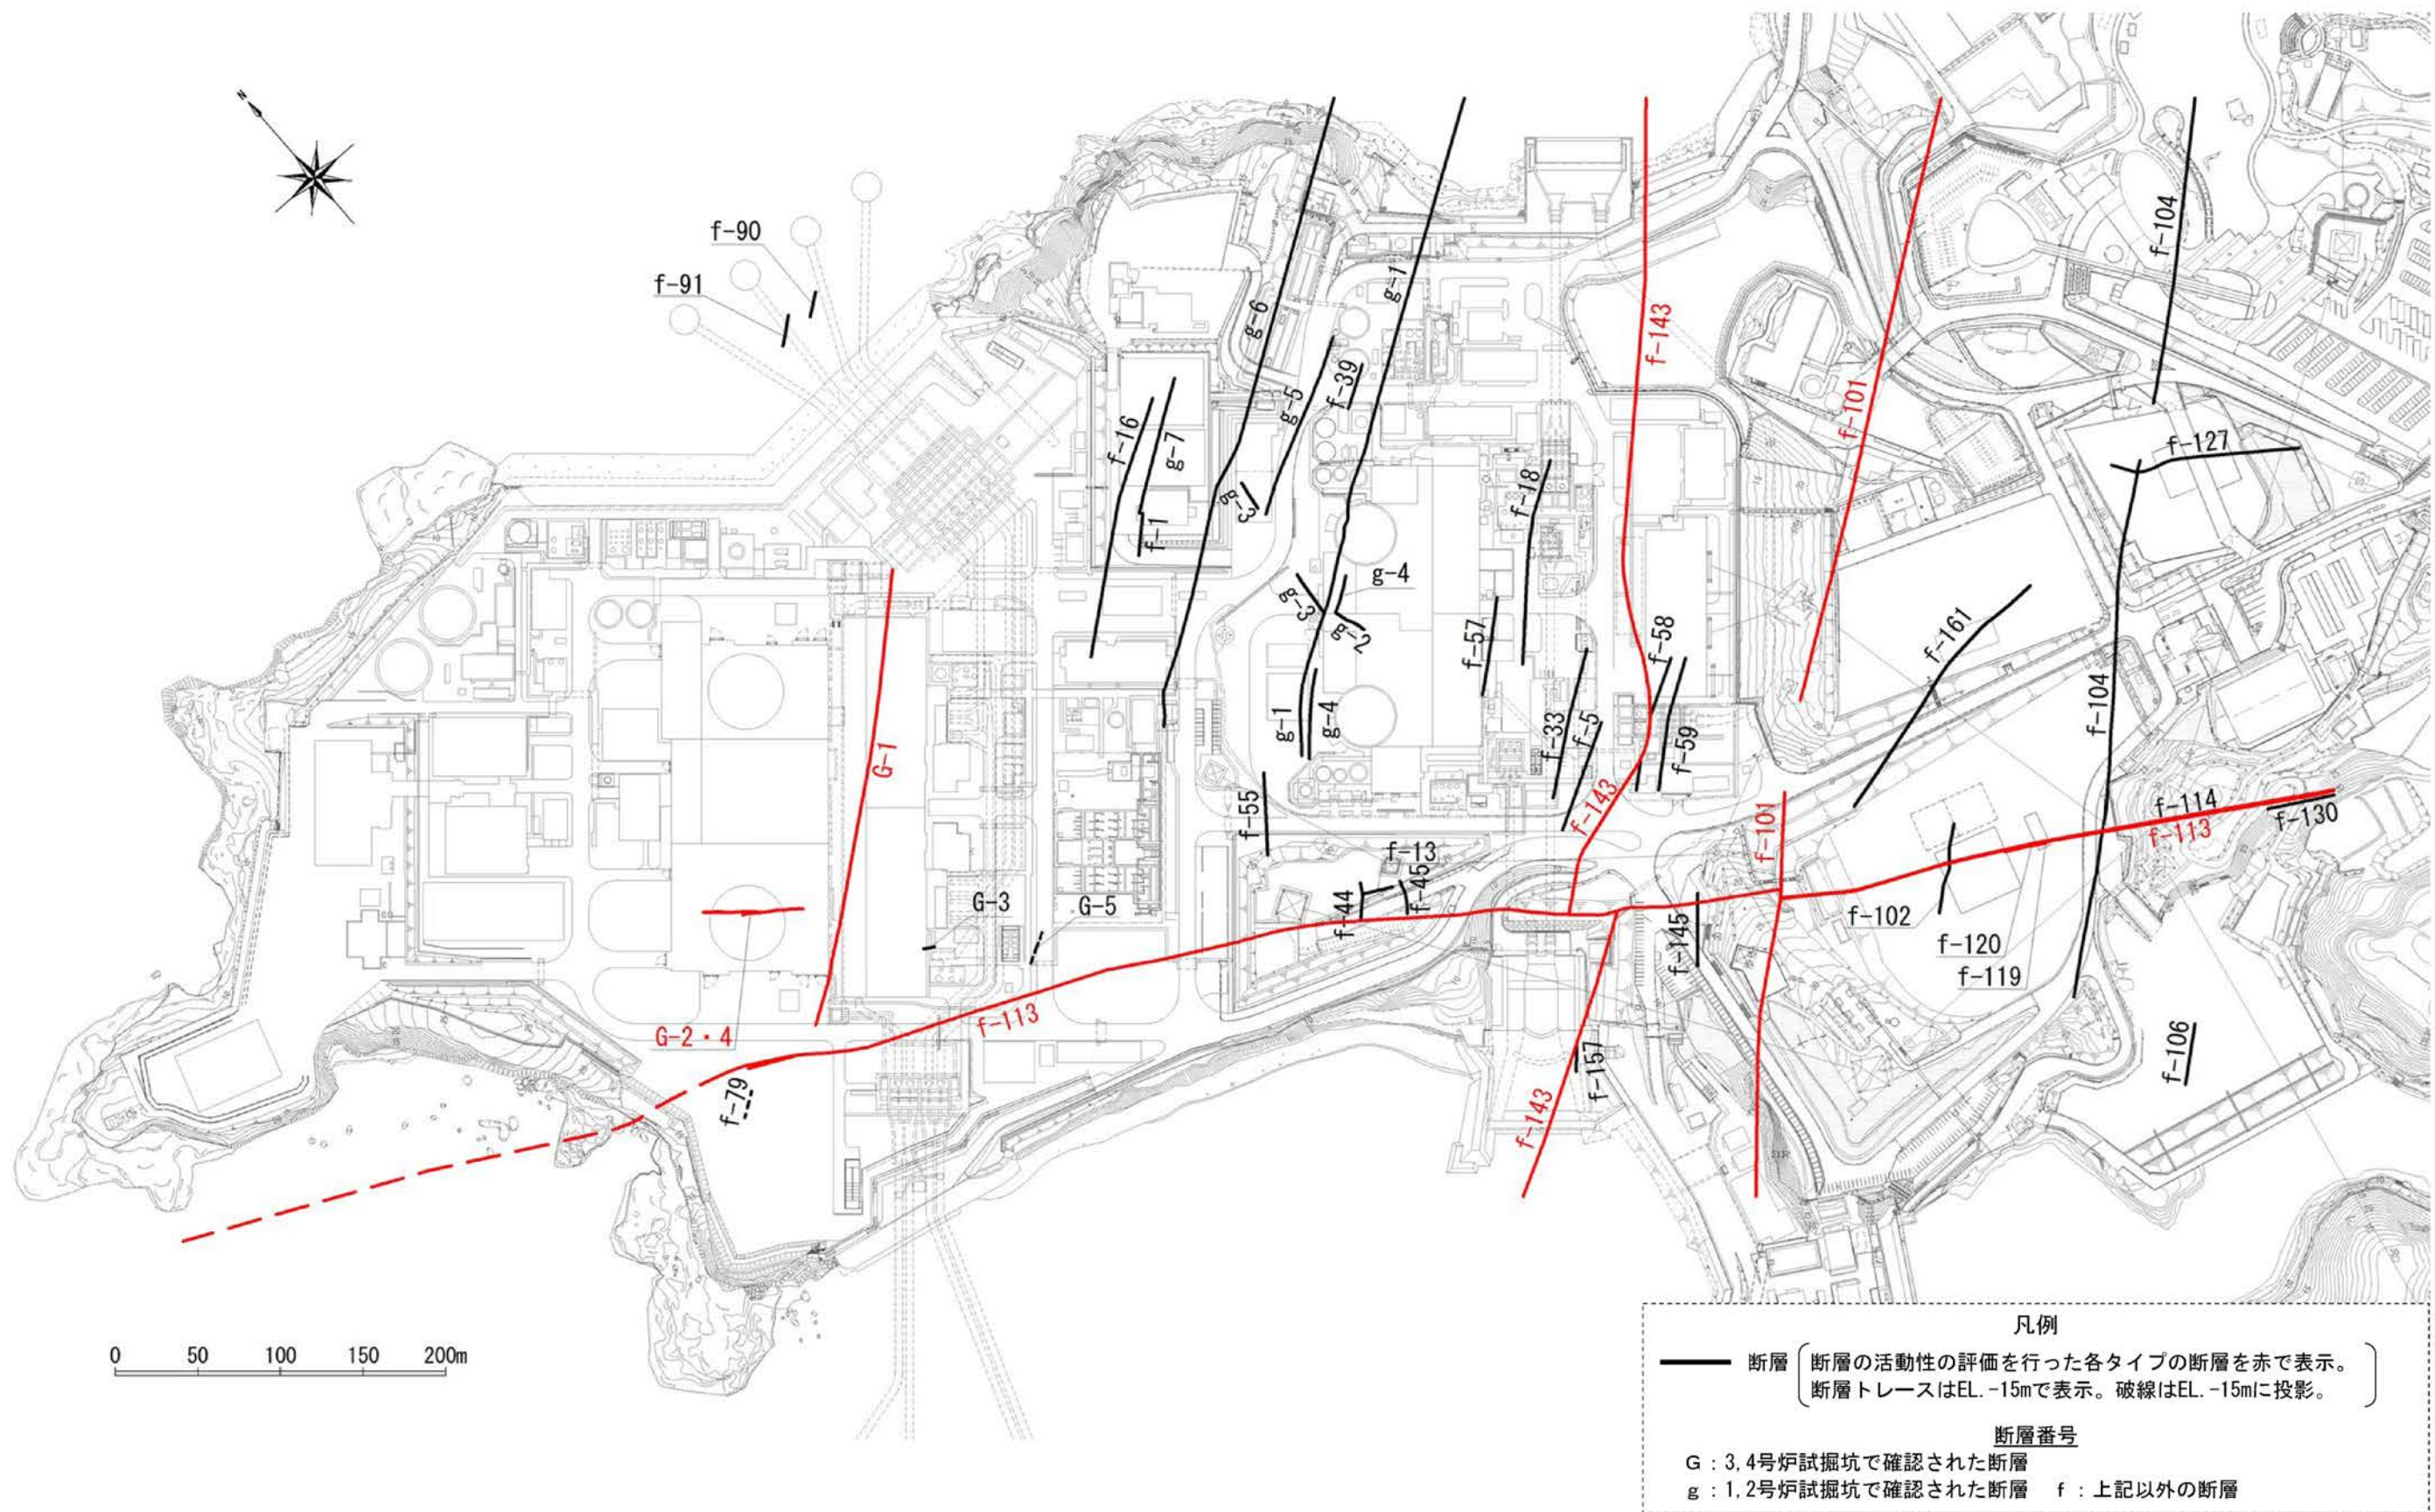 N
f-90
f-91
f-104
g-6
g-1
f-143
f-39
g-5
f-101
f-16
g-7
f-127
g-3
f-18
f-1
g-4
g-3
g-2
f-57
f-58
f-161
g-1
g-4
f-33
f-5
f-59
f-104
G-1
f-55
f-143
f-101
f-114
f-113
f-130
f-13
f-45
f-44
G-3
G-5
f-145
f-102
f-120
f-119
G-2・4
f-113
f-79
f-157
f-143
f-106
0 50 100 150 200m
凡例
断層
断層の活動性の評価を行った各タイプの断層を赤で表示。
断層トレースはEL.-15mで表示。破線はEL.-15mに投影。
断層番号
G：3,4号炉試掘坑で確認された断層
g：1,2号炉試掘坑で確認された断層 f：上記以外の断層